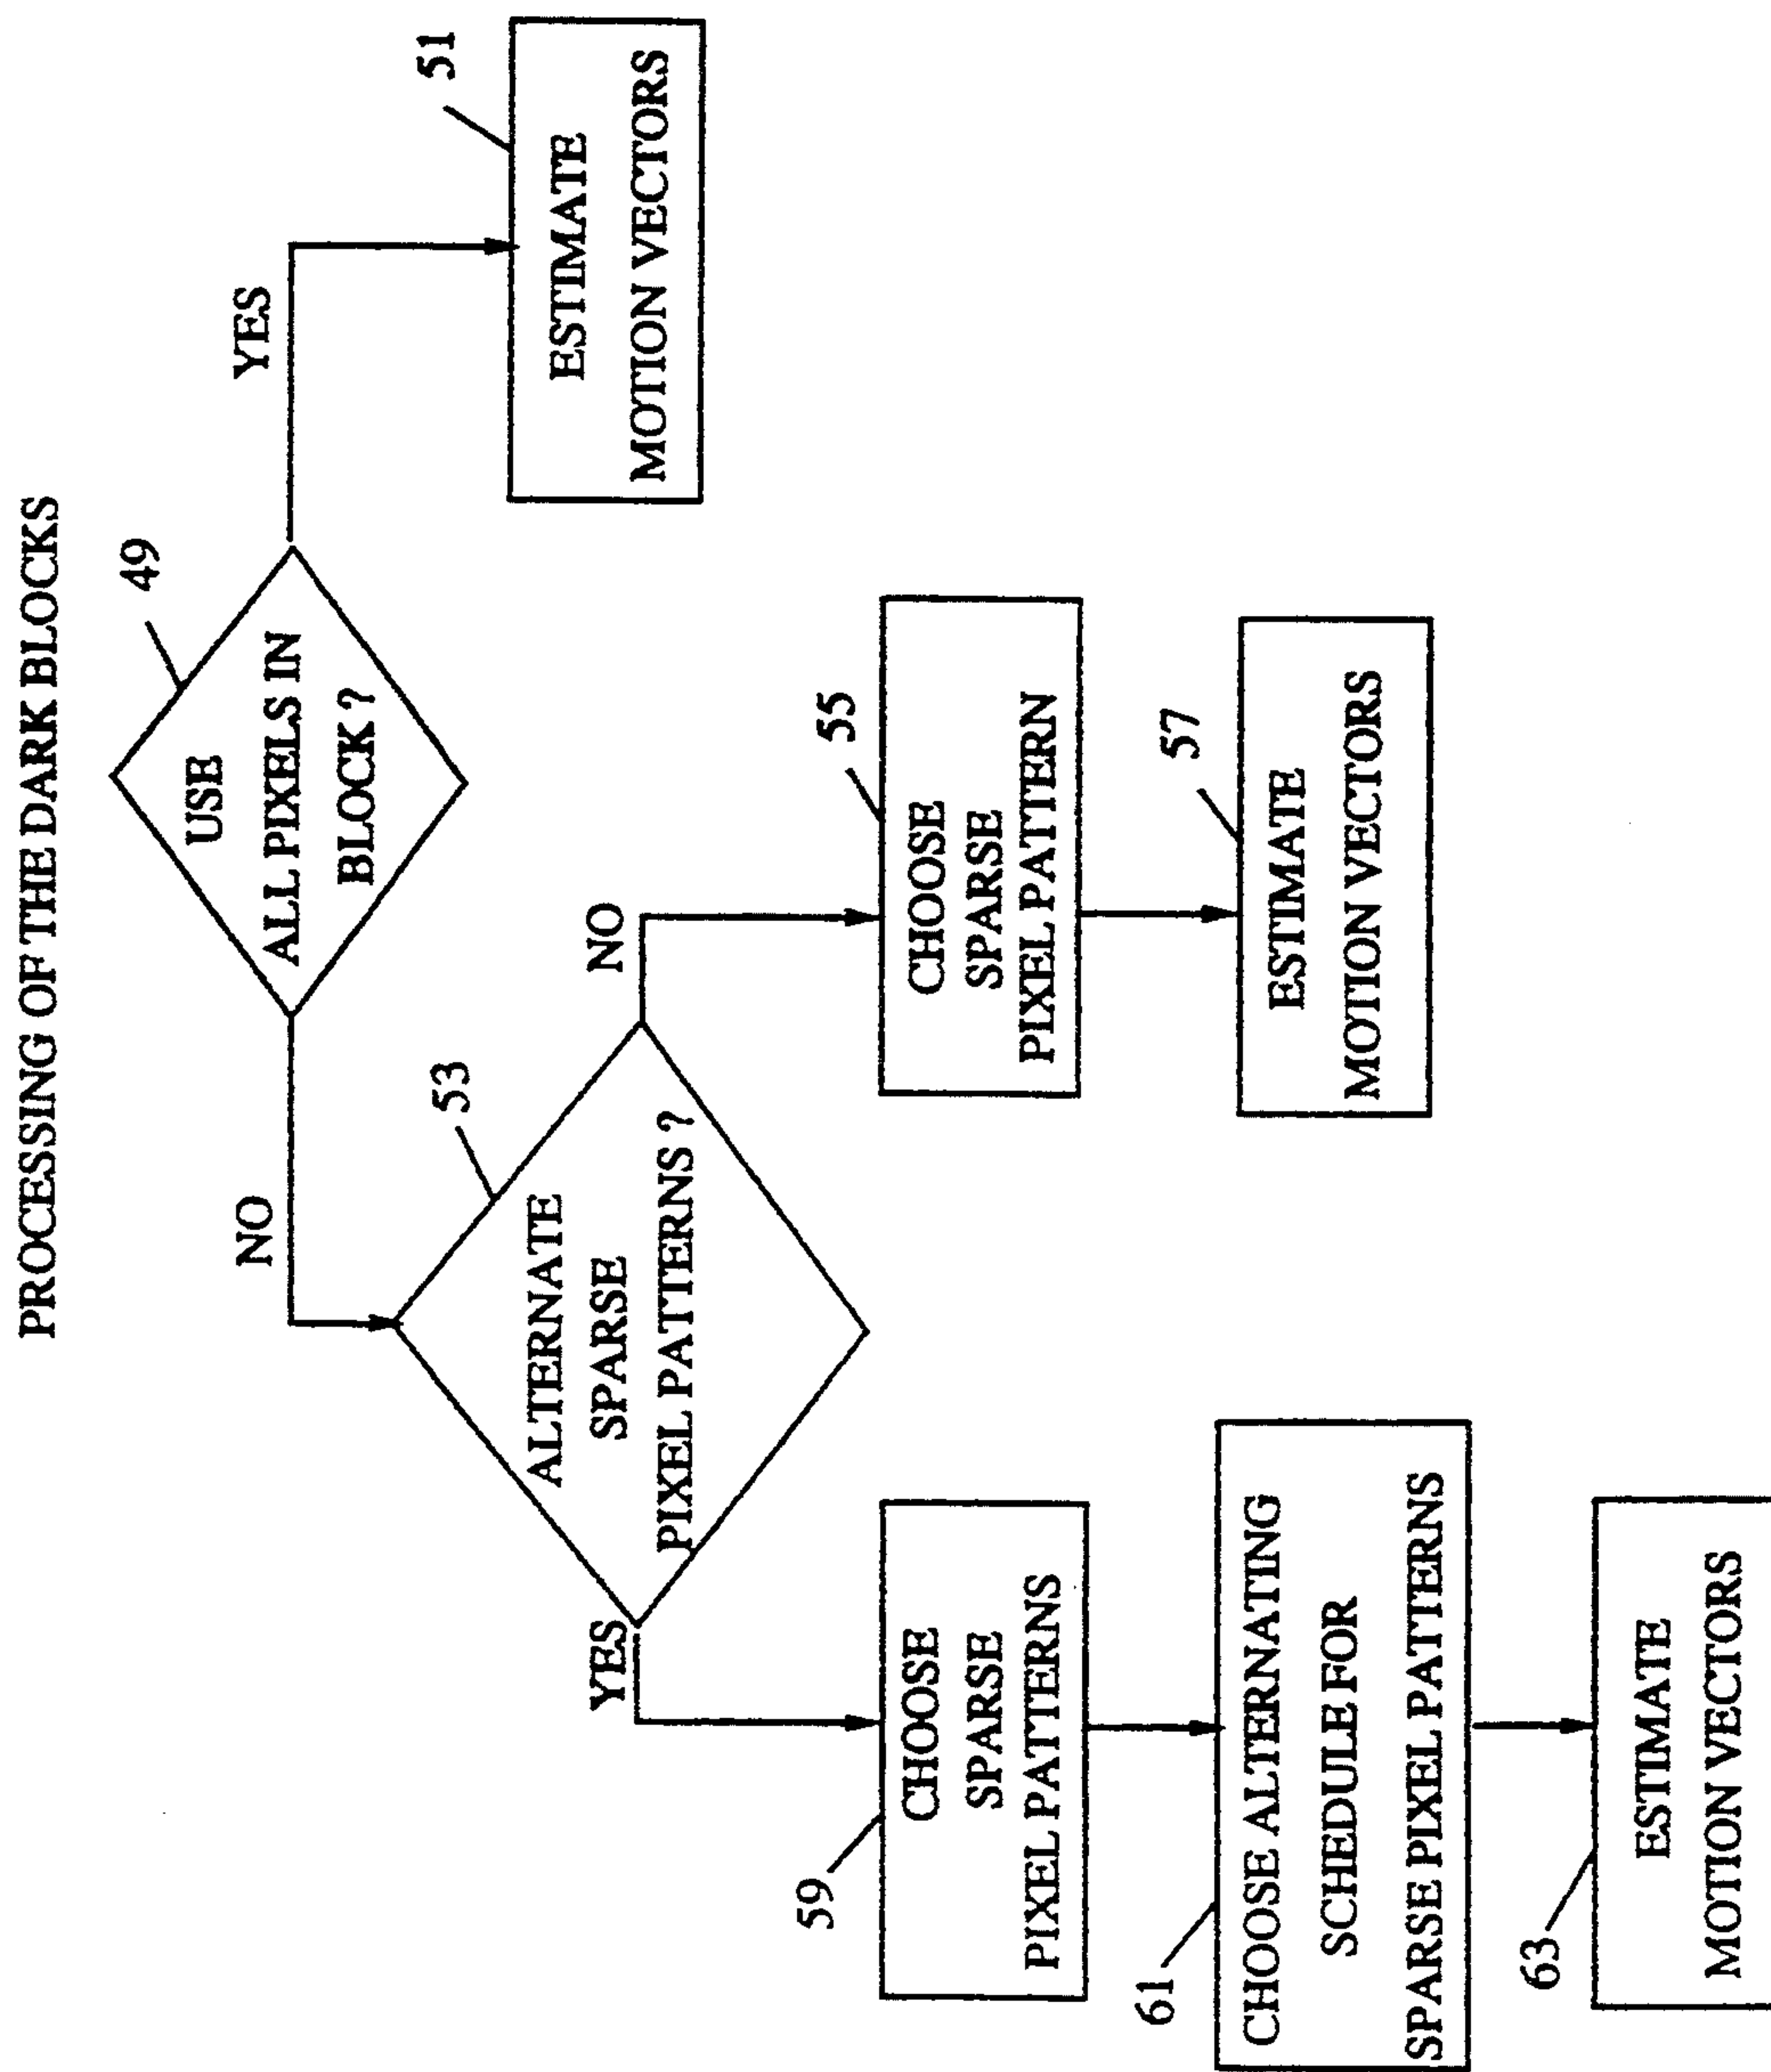 PROCESSING OF THE DARK BLOCKS
49
USE
ALL PIXELS IN
BLOCK ?
YES
51
ESTIMATE
MOTION VECTORS
NO
53
ALTERNATE
SPARSE
PIXEL PATTERNS ?
NO
55
CHOOSE
SPARSE
PIXEL PATTERN
57
ESTIMATE
MOTION VECTORS
YES
59
CHOOSE
SPARSE
PIXEL PATTERNS
61
CHOOSE ALTERNATING
SCHEDULE FOR
SPARSE PIXEL PATTERNS
63
ESTIMATE
MOTION VECTORS